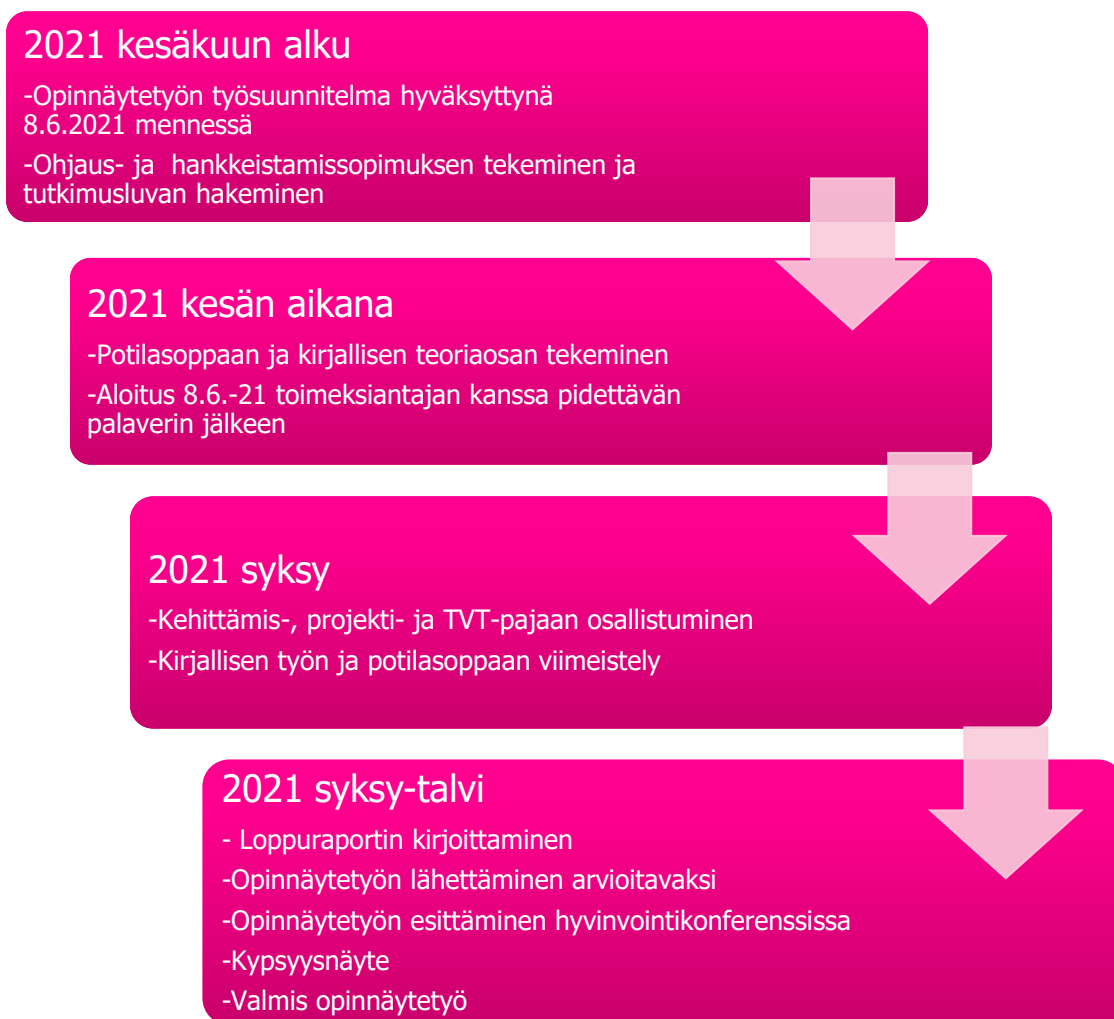 2021 kesäkuun alku
-Opinnäytetyön työsuunnitelma hyväksyttynä
8.6.2021 mennessä
-Ohjaus- ja  hankkeistamissopimuksen tekeminen ja
tutkimusluvan hakeminen
2021 kesän aikana
-Potilasoppaan ja kirjallisen teoriaosan tekeminen
-Aloitus 8.6.-21 toimeksiantajan kanssa pidettävän
palaverin jälkeen
2021 syksy
-Kehittämis-, projekti- ja TVT-pajaan osallistuminen
-Kirjallisen työn ja potilasoppaan viimeistely
2021 syksy-talvi
- Loppuraportin kirjoittaminen
-Opinnäytetyön lähettäminen arvioitavaksi
-Opinnäytetyön esittäminen hyvinvointikonferenssissa
-Kypsyysnäyte
-Valmis opinnäytetyö